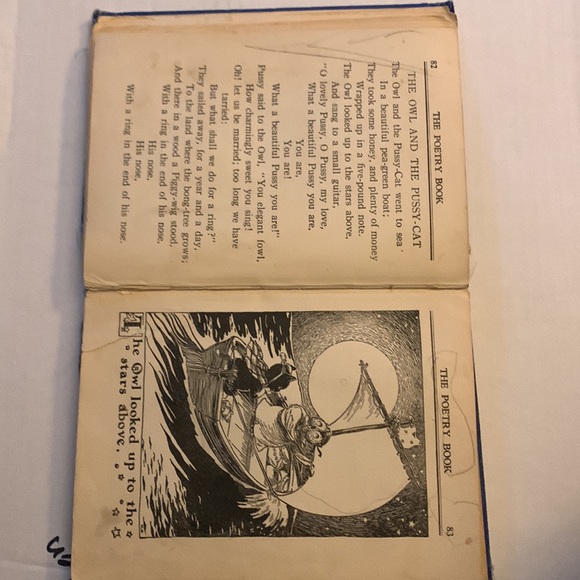 82 THE POETRY BOOK
THE OWL AND THE PUSSY-CAT
The Owl and the Pussy-Cat went to sea
In a beautiful pea-green boat;
They took some honey, and plenty of money
Wrapped up in a five-pound note.
The Owl looked up to the stars above,
And sang to a small guitar,
"O lovely Pussy, O Pussy, my love,
What a beautiful Pussy you are,
You are,
You are!
What a beautiful Pussy you are!"
Pussy said to the Owl, "You elegant fowl,
How charmingly sweet you sing!
Oh! let us be married; too long we have
tarried:
But what shall we do for a ring?"
They sailed away, for a year and a day,
To the land where the bong-tree grows;
And there in a wood a Piggy-wig stood,
With a ring in the end of his nose,
His nose,
His nose,
With a ring in the end of his nose.
THE POETRY BOOK 83
The Owl looked up to the
stars above,